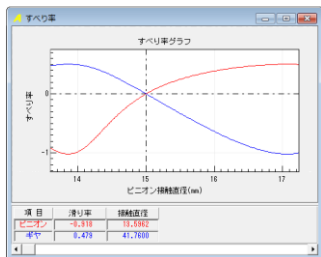 すべり率
すべり率グラフ
すべり率
0
-1
14
15
16
17
ピニオン接触直径(mm)
項 目 滑り率 接触直径
ピニオン -0.918 13.5962
ギヤ 0.479 41.7600